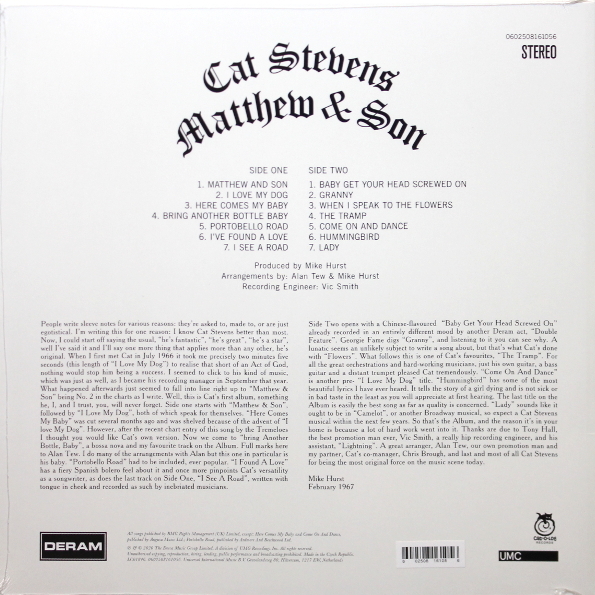 0602508161056
STEREO
Cat Stevens
Matthew & Son
SIDE ONE
1. MATTHEW AND SON
2. I LOVE MY DOG
3. HERE COMES MY BABY
4. BRING ANOTHER BOTTLE BABY
5. PORTOBELLO ROAD
6. I'VE FOUND A LOVE
7. I SEE A ROAD
SIDE TWO
1. BABY GET YOUR HEAD SCREWED ON
2. GRANNY
3. WHEN I SPEAK TO THE FLOWERS
4. THE TRAMP
5. COME ON AND DANCE
6. HUMMINGBIRD
7. LADY
Produced by Mike Hurst
Arrangements by: Alan Tew & Mike Hurst
Recording Engineer: Vic Smith
People write sleeve notes for various reasons: they're asked to, made to, or are just
egotistical. I'm writing this for one reason: I know Cat Stevens better than most.
Now, I could start off saying the usual, "he's fantastic", "he's great", "he's a star",
well I've said it and I'll say one more thing that applies more than any other, he's
original. When I first met Cat in July 1966 it took me precisely two minutes five
seconds (this length of "I Love My Dog") to realise that short of an Act of God,
nothing would stop him being a success. I seemed to click to his kind of music,
which was just as well, as I became his recording manager in September that year.
What happened afterwards just seemed to fall into line right up to "Matthew &
Son" being No. 2 in the charts as I write. Well, this is Cat's first album, something
he, I and I trust, you, will never forget. Side one starts with "Matthew & Son",
followed by "I Love My Dog", both of which speak for themselves. "Here Comes
My Baby" was cut several months ago and was shelved because of the advent of "I
love My Dog". However, after the recent chart entry of this song by the Tremeloes
I thought you would like Cat's own version. Now we come to "bring Another
Bottle, Baby", a bossa nova and my favourite track on the Album. Full marks here
to Alan Tew. I do many of the arrangements with Alan but this one in particular is
his baby. "Portobello Road" had to be included, ever popular. "I Found A Love"
has a fiery Spanish bolero feel about it and once more pinpoints Cat's versatility
as a songwriter, as does the last track on Side One. "I See A Road", written with
tongue in cheek and recorded as such by inebriated musicians.
Side Two opens with a Chinese-flavoured "Baby Get Your Head Screwed On"
already recorded in an entirely different mood by another Deram act, "Double
Feature". Georgie Fame digs "Granny", and listening to it you can see why. A
lunatic seems an unlikely subject to write a song about, but that's what Cat's done
with "Flowers". What follows this is one of Cat's favourites, "The Tramp". For
all the great orchestrations and hard-working musicians, just his own guitar, a bass
guitar and a distant trumpet phased tremendously. "Come On And Dance"
is another pre- "I Love My Dog" title. "Hummingbird" has some of the most
beautiful lyrics I have ever heard. It tells the story of a girl dying and is not sick or
in bad taste in the least as you will appreciate at first hearing. The last title on the
Album is easily the best song as far as quality is concerned. "Lady" sounds like it
ought to be in "Camelot", or another Broadway musical, so expect a Cat Stevens
musical within the next few years. So that's the Album, and the reason it's in your
home is because a lot of hard work went into it. Thanks are due to Tony Hall,
the best promotion man ever, Vic Smith, a really hip recording engineer, and his
assistant, "Lightning". A great arranger, Alan Tew, our own promotion man and
my partner, Cat's co-manager, Chris Brough, and last and most of all Cat Stevens
for being the most original force on the music scene today.
Mike Hurst
February 1967
DERAM
UMC
CAT-O-LOG
RECORDS